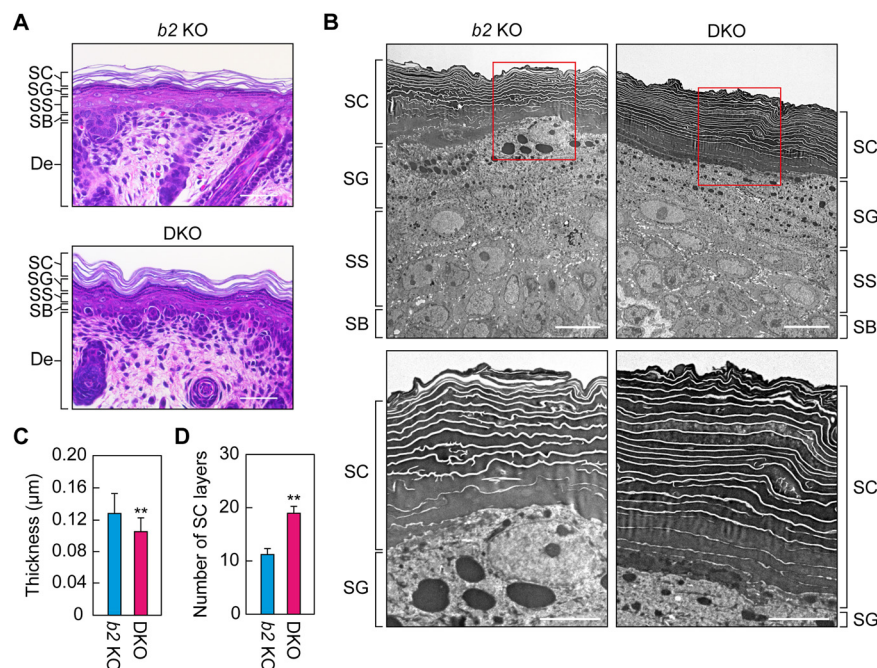 A
b2 KO
SC
SG
SS
SB
De
DKO
SC
SG
SS
SB
De
B
b2 KO
DKO
SC
SG
SS
SB
SC
SG
SS
SB
SC
SG
SC
SG
C
Thickness (μm)
0.20
0.16
0.12
0.08
0.04
0
**
b2 KO
DKO
D
Number of SC layers
30
20
10
0
**
b2 KO
DKO